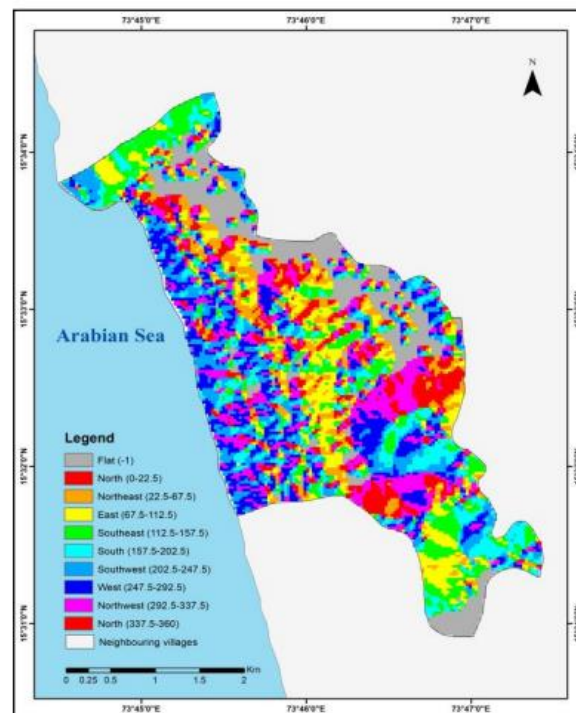 73°45'0"E 73°46'0"E 73°47'0"E
N
Arabian Sea
Legend
Flat (-1)
North (0-22.5)
Northeast (22.5-67.5)
East (67.5-112.5)
Southeast (112.5-157.5)
South (157.5-202.5)
Southwest (202.5-247.5)
West (247.5-292.5)
Northwest (292.5-337.5)
North (337.5-360)
Neighbouring villages
Km
0 0.25 0.5 1 1.5 2
73°45'0"E 73°46'0"E 73°47'0"E